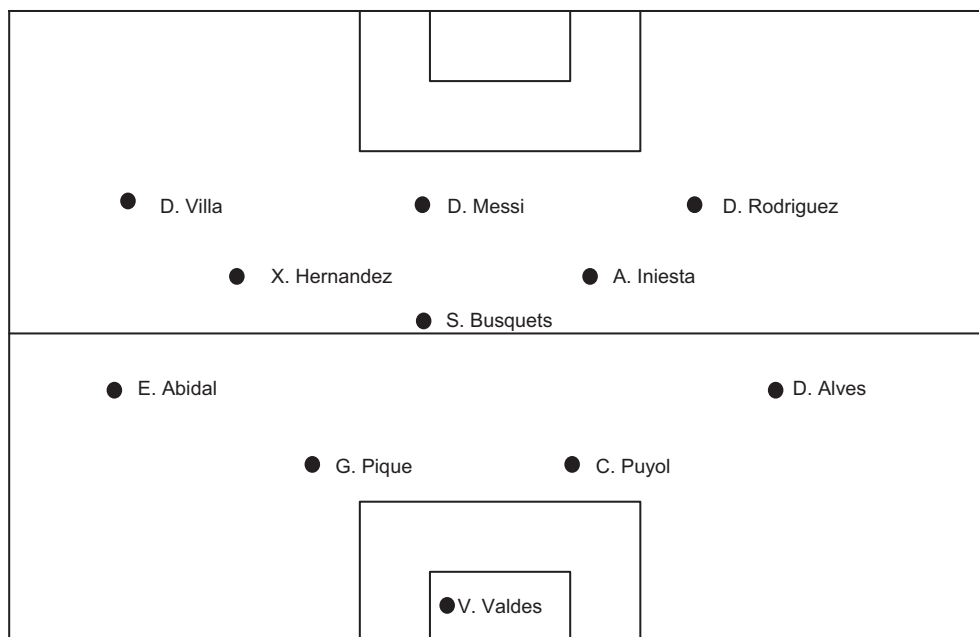 D. Villa
D. Messi
D. Rodriguez
X. Hernandez
A. Iniesta
S. Busquets
E. Abidal
D. Alves
G. Pique
C. Puyol
V. Valdes